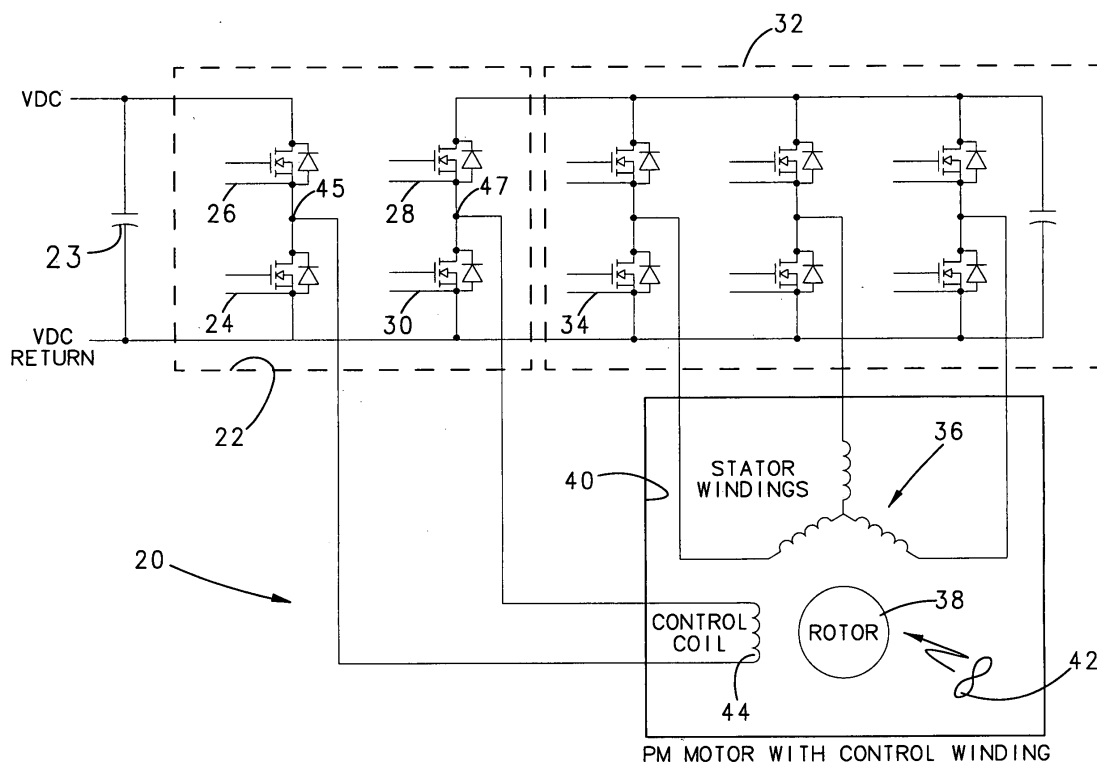 32
VDC
26
45
28
47
23
24
30
34
VDC
RETURN
22
36
STATOR
WINDINGS
40
20
38
CONTROL
COIL
ROTOR
42
44
PM MOTOR WITH CONTROL WINDING